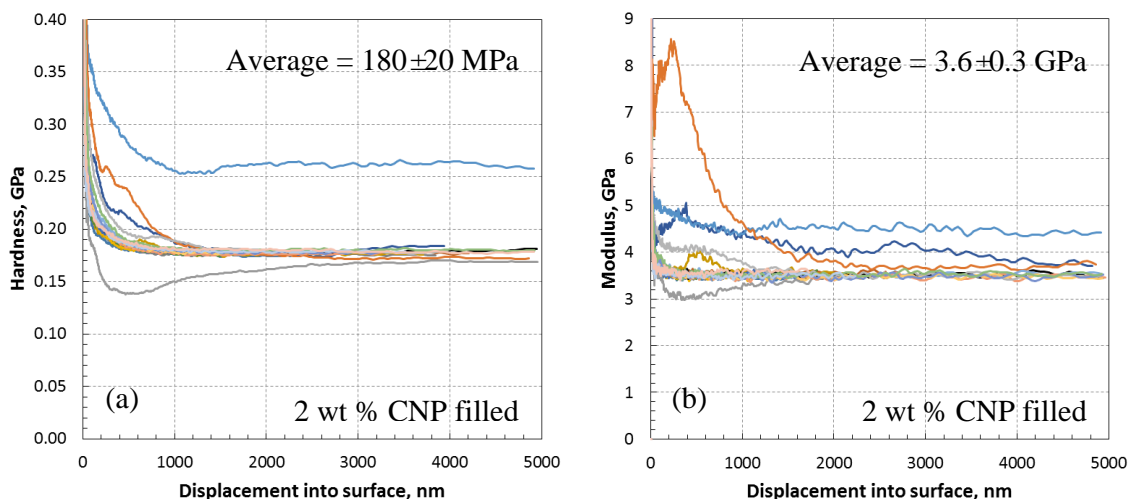 0.40
Average = 180±20 MPa
0.35
0.30
0.25
0.20
0.15
0.10
0.05
0.00
Hardness, GPa
(a)
2 wt % CNP filled
0 1000 2000 3000 4000 5000
Displacement into surface, nm
9
Average = 3.6±0.3 GPa
8
7
6
5
4
3
2
1
0
Modulus, GPa
(b)
2 wt % CNP filled
0 1000 2000 3000 4000 5000
Displacement into surface, nm